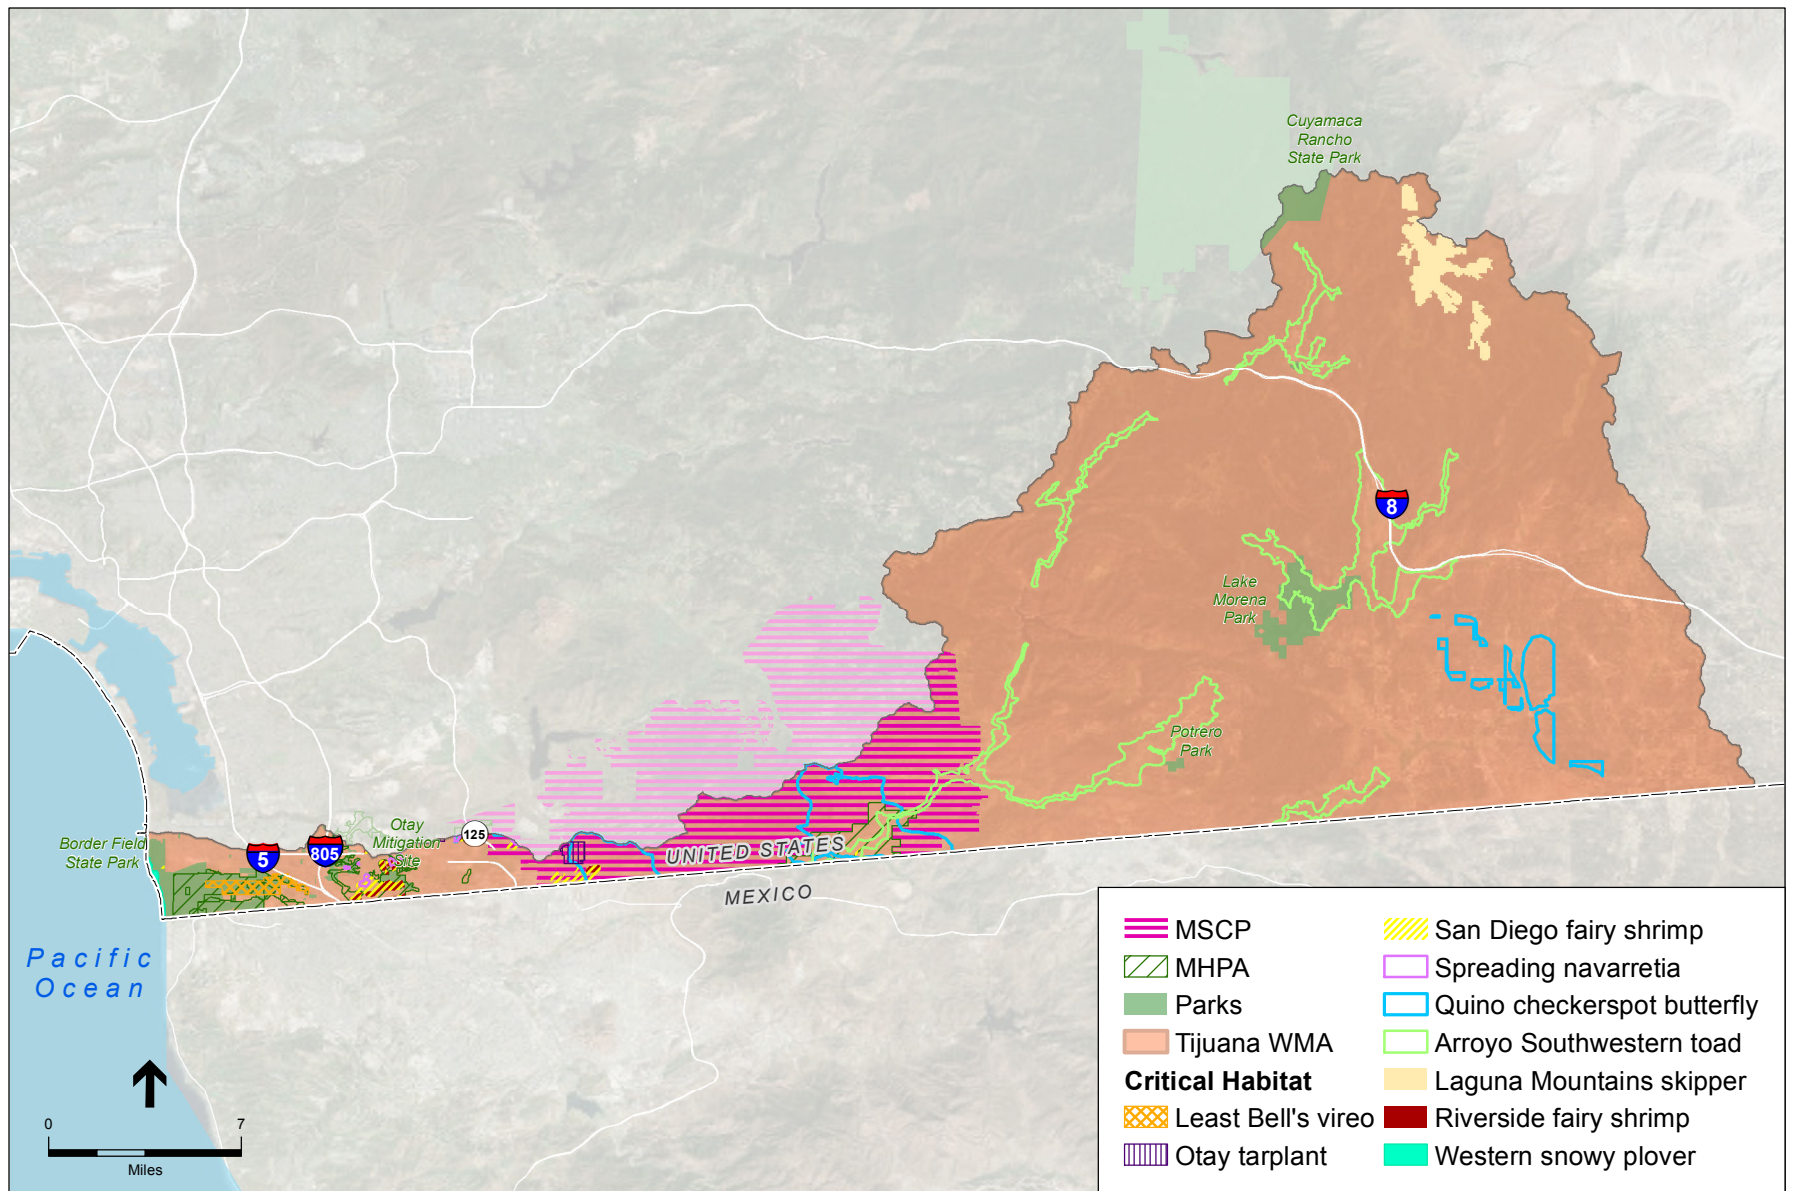 Cuyamaca
Rancho
State Park
8
Lake
Morena
Park
Potrero
Park
Otay
Mitigation
Site
125
805
5
Border Field
State Park
UNITED STATES
MEXICO
Pacific
Ocean
0 7
Miles
MSCP
MHPA
Parks
Tijuana WMA
Critical Habitat
Least Bell's vireo
Otay tarplant
San Diego fairy shrimp
Spreading navarretia
Quino checkerspot butterfly
Arroyo Southwestern toad
Laguna Mountains skipper
Riverside fairy shrimp
Western snowy plover